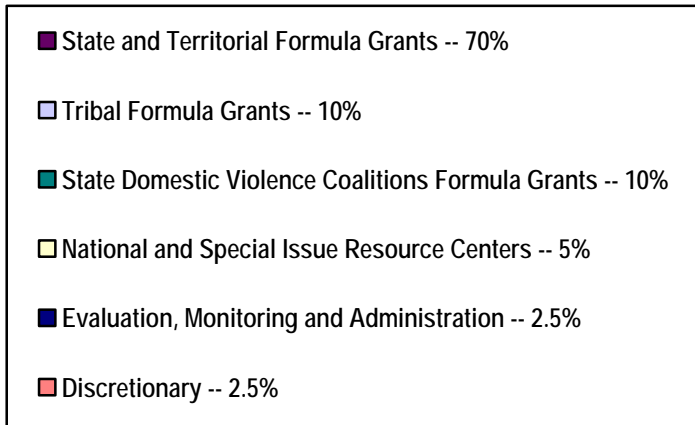 State and Territorial Formula Grants -- 70%
Tribal Formula Grants -- 10%
State Domestic Violence Coalitions Formula Grants -- 10%
National and Special Issue Resource Centers -- 5%
Evaluation, Monitoring and Administration -- 2.5%
Discretionary -- 2.5%